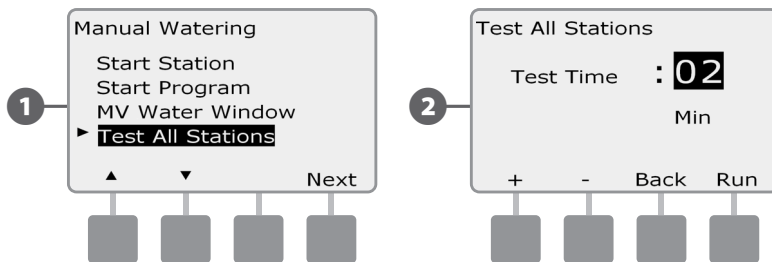 1
Manual Watering
Start Station
Start Program
MV Water Window
► Test All Stations
▲ ▼ Next
2
Test All Stations
Test Time : 02
Min
+ - Back Run